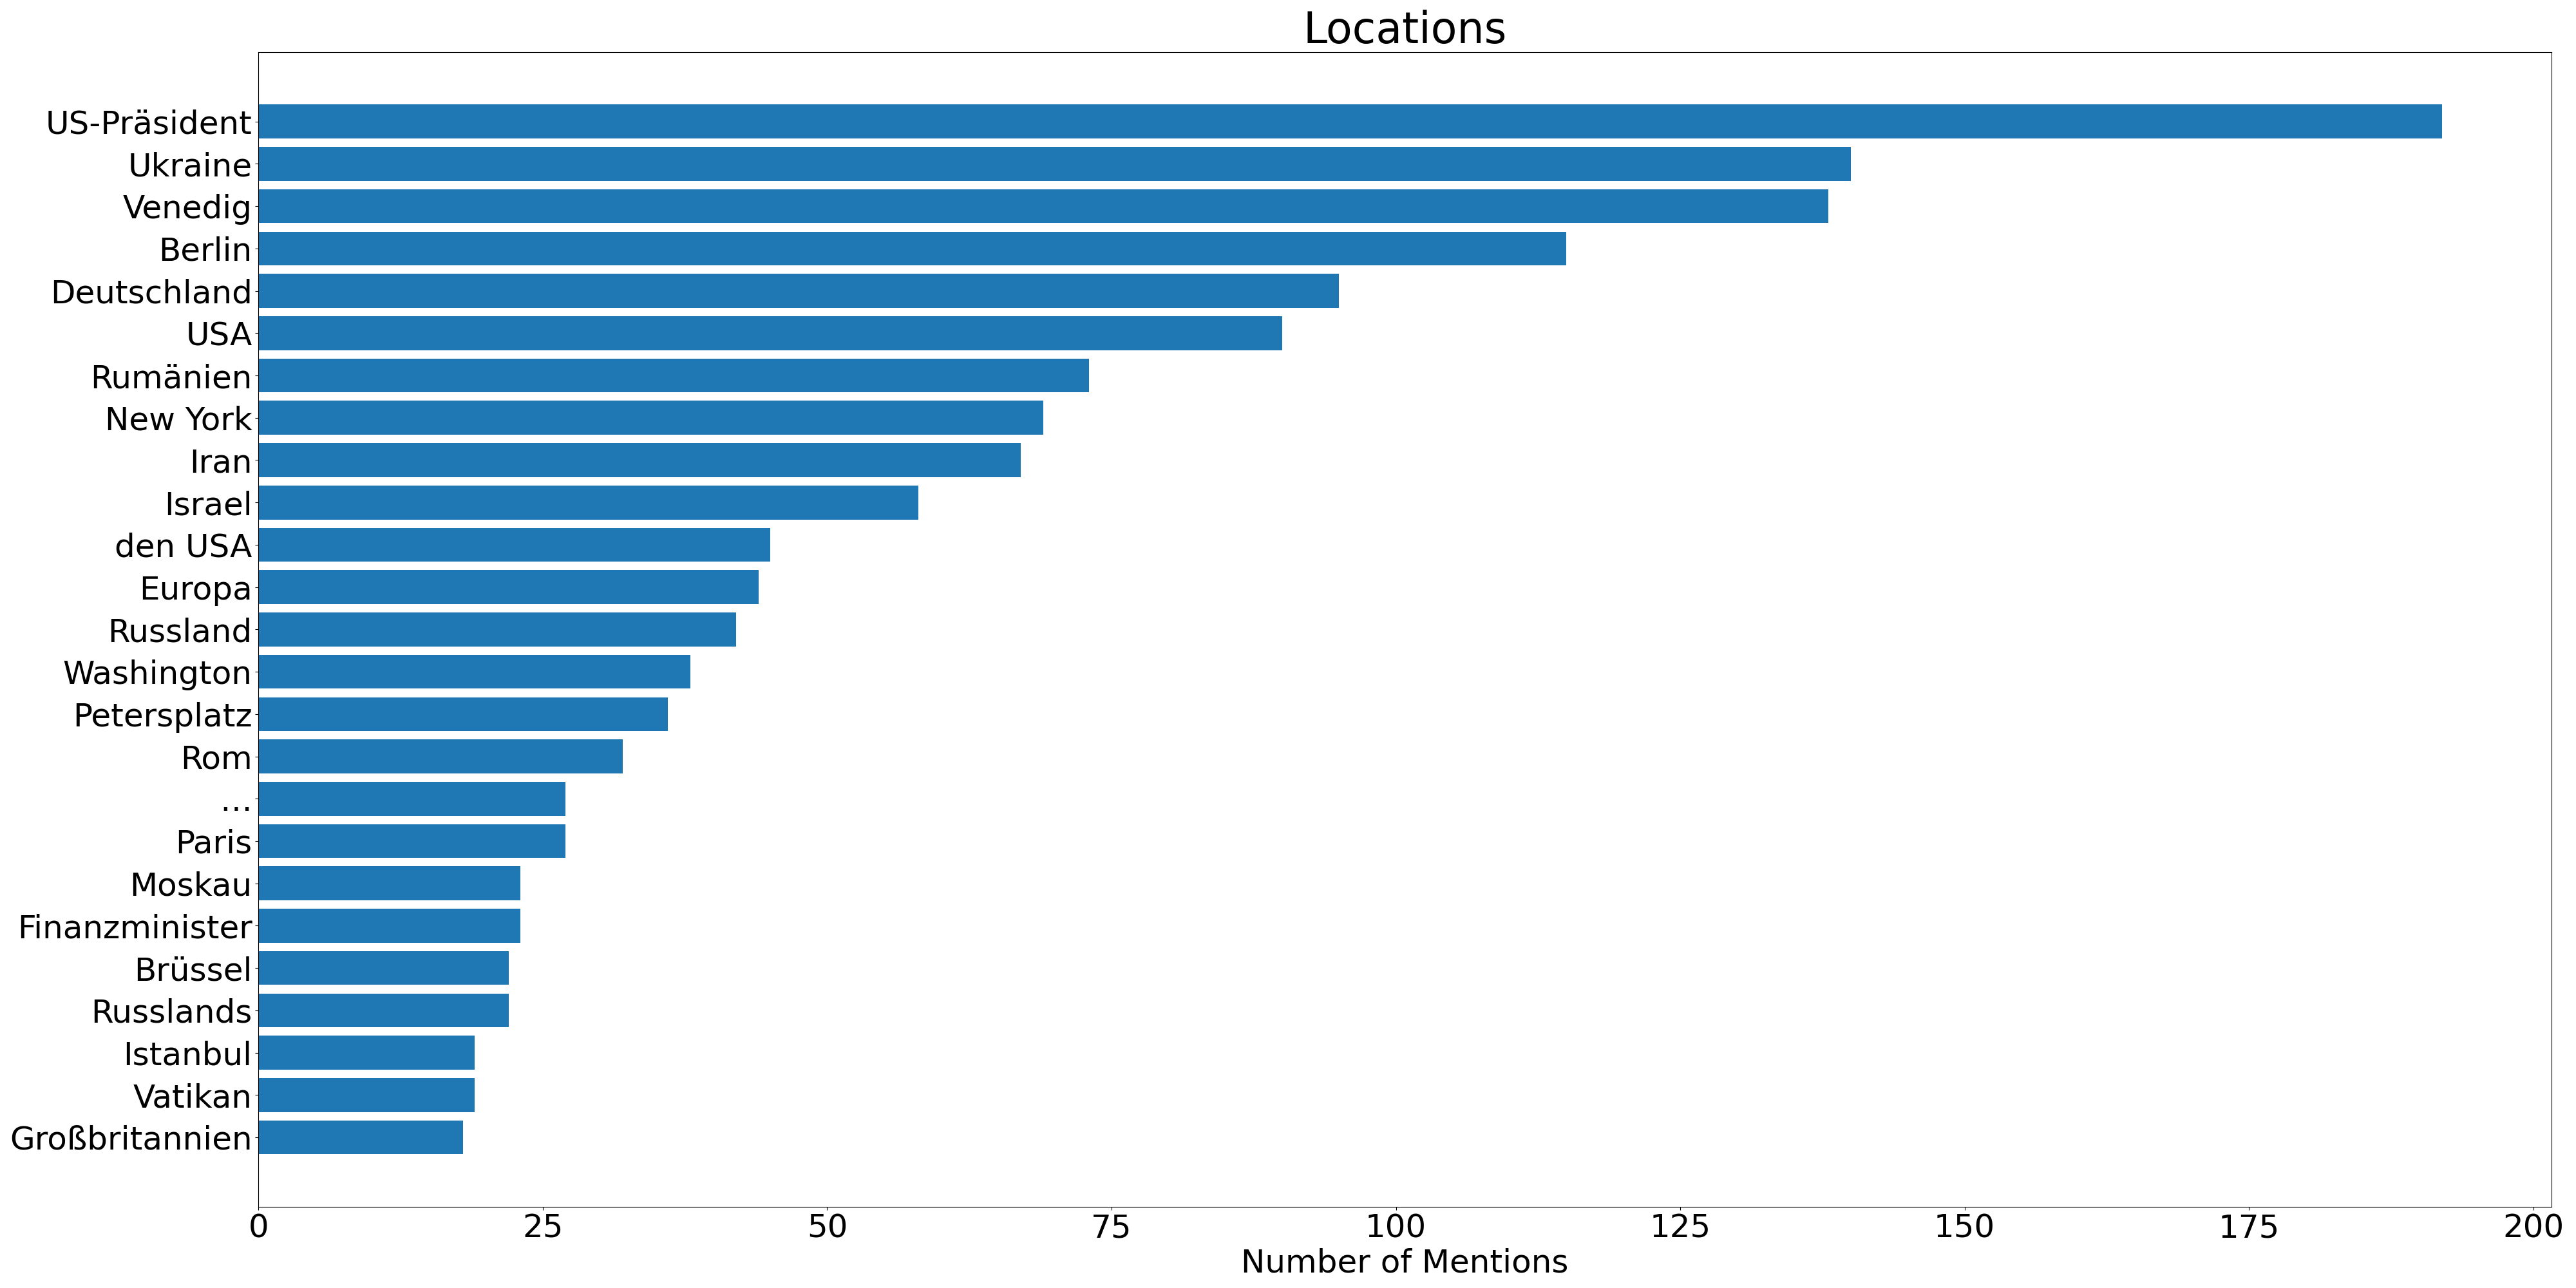 Locations
US-Präsident
Ukraine
Venedig
Berlin
Deutschland
USA
Rumänien
New York
Iran
Israel
den USA
Europa
Russland
Washington
Petersplatz
Rom
...
Paris
Moskau
Finanzminister
Brüssel
Russlands
Istanbul
Vatikan
Großbritannien
0 25 50 75 100 125 150 175 200
Number of Mentions